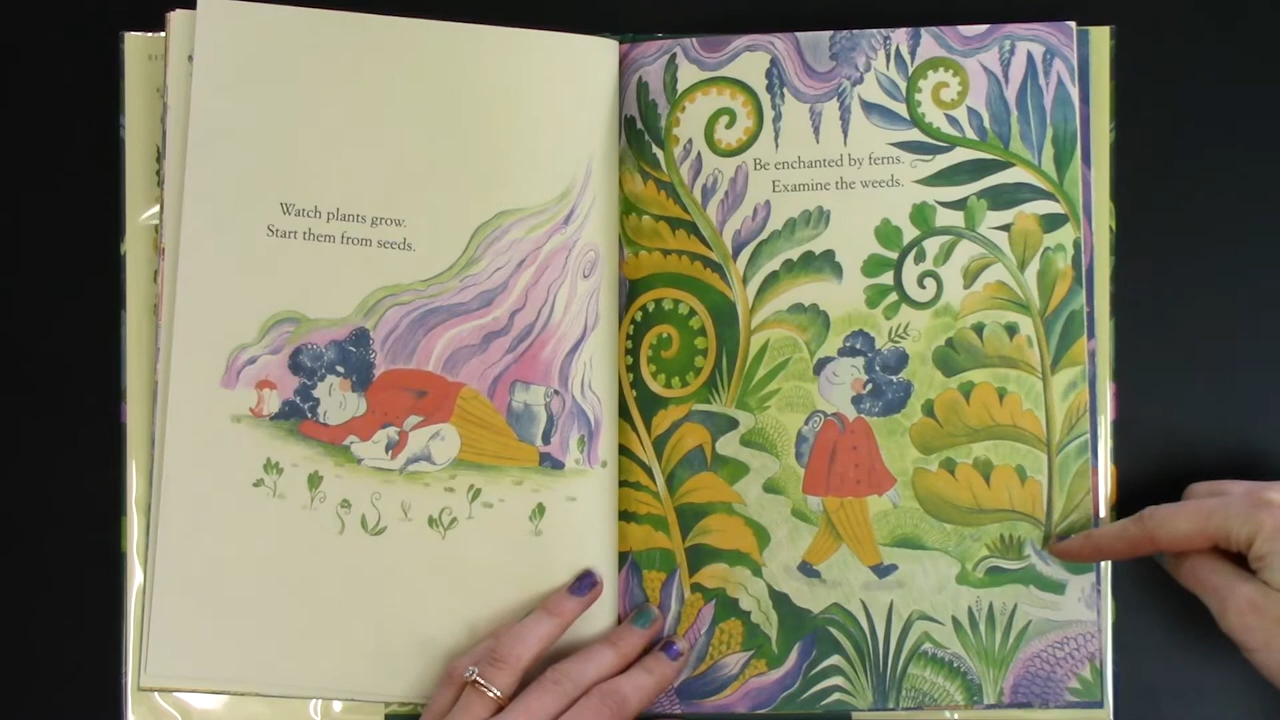 Watch plants grow.
Start them from seeds.
Be enchanted by ferns.
Examine the weeds.